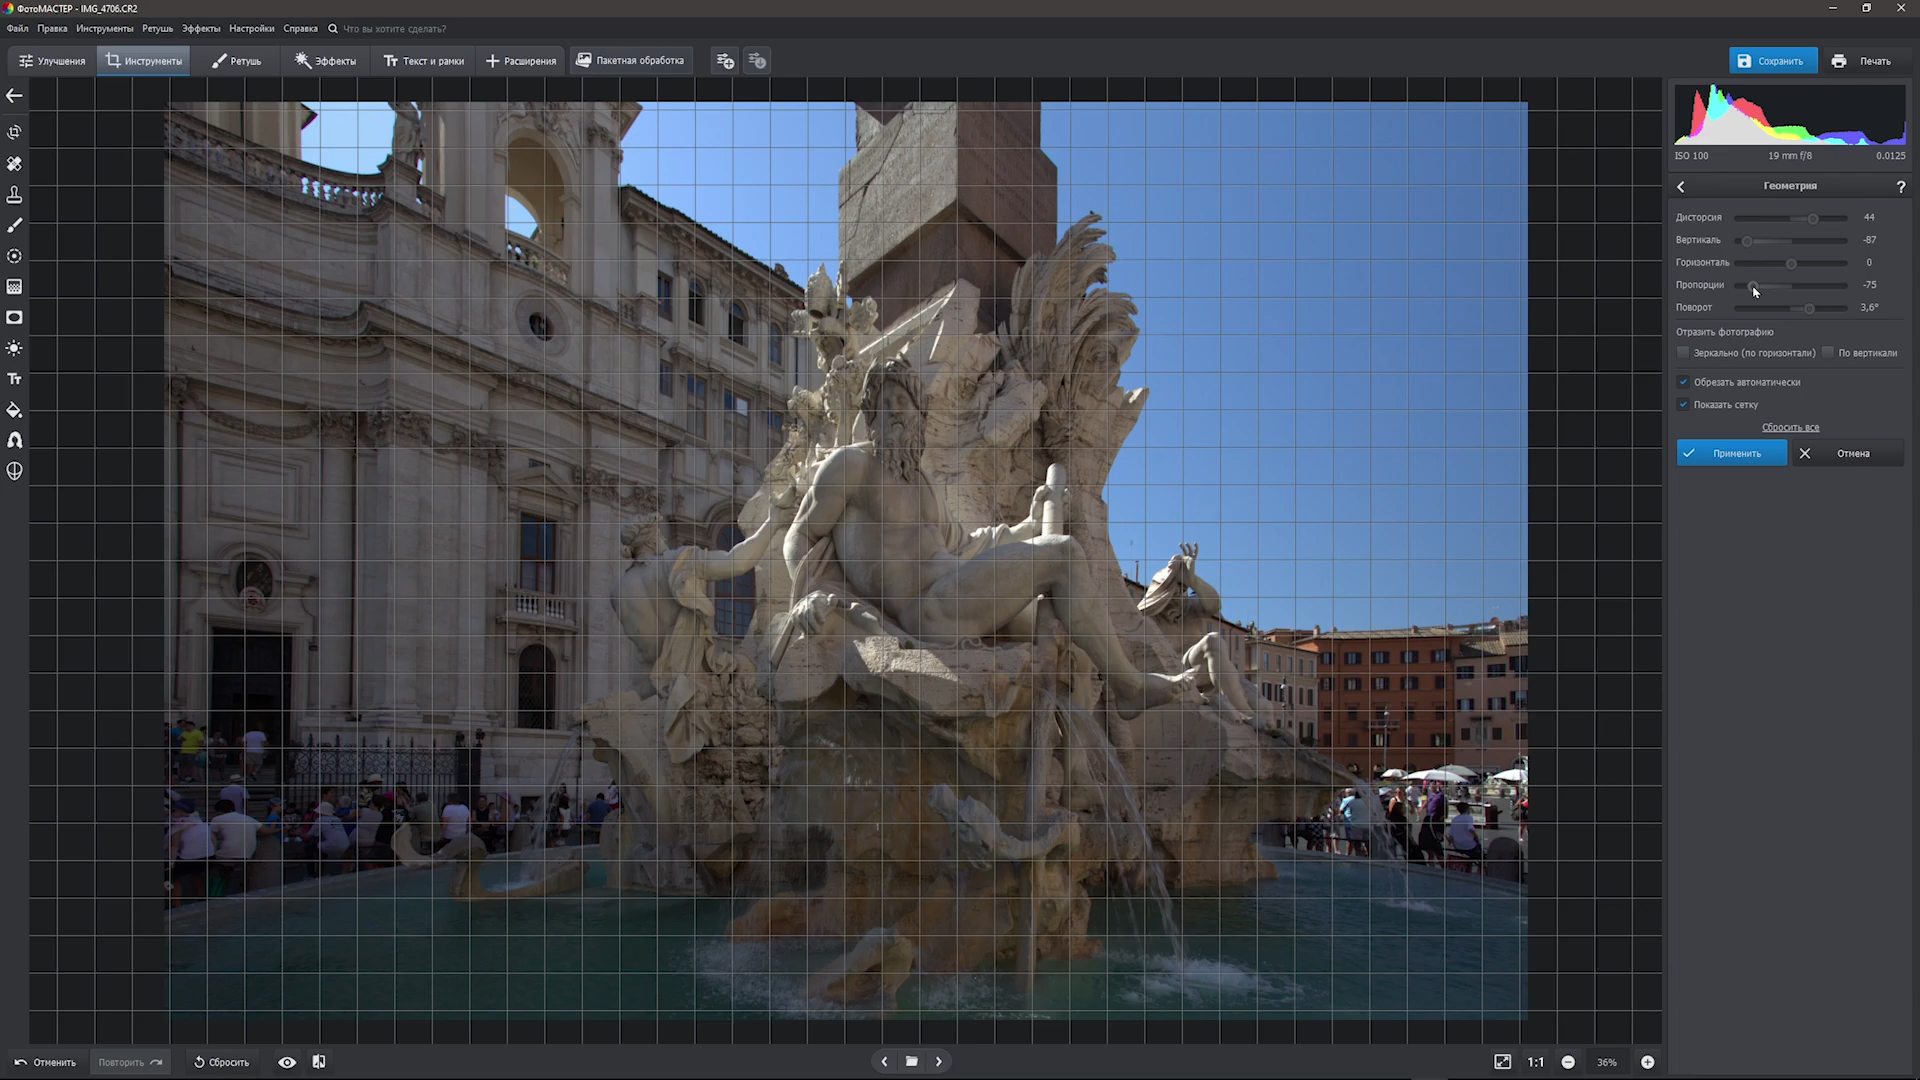 ФотоМАСТЕР - IMG_4706.CR2
Файл Правка Инструменты Ретушь Эффекты Настройки Справка Что вы хотите сделать?
Улучшения Инструменты Ретушь Эффекты Tт Текст и рамки Расширения Пакетная обработка Сохранить Печать
ISO 100 19 mm f/8 0.0125
Геометрия ?
Дисторсия 44
Вертикаль -87
Горизонталь 0
Пропорции -75
Поворот 3,6°
Отразить фотографию
Зеркально (по горизонтали) По вертикали
Обрезать автоматически
Показать сетку
Сбросить все
Применить Отмена
Tт
Отменить Повторить Сбросить 1:1 36%